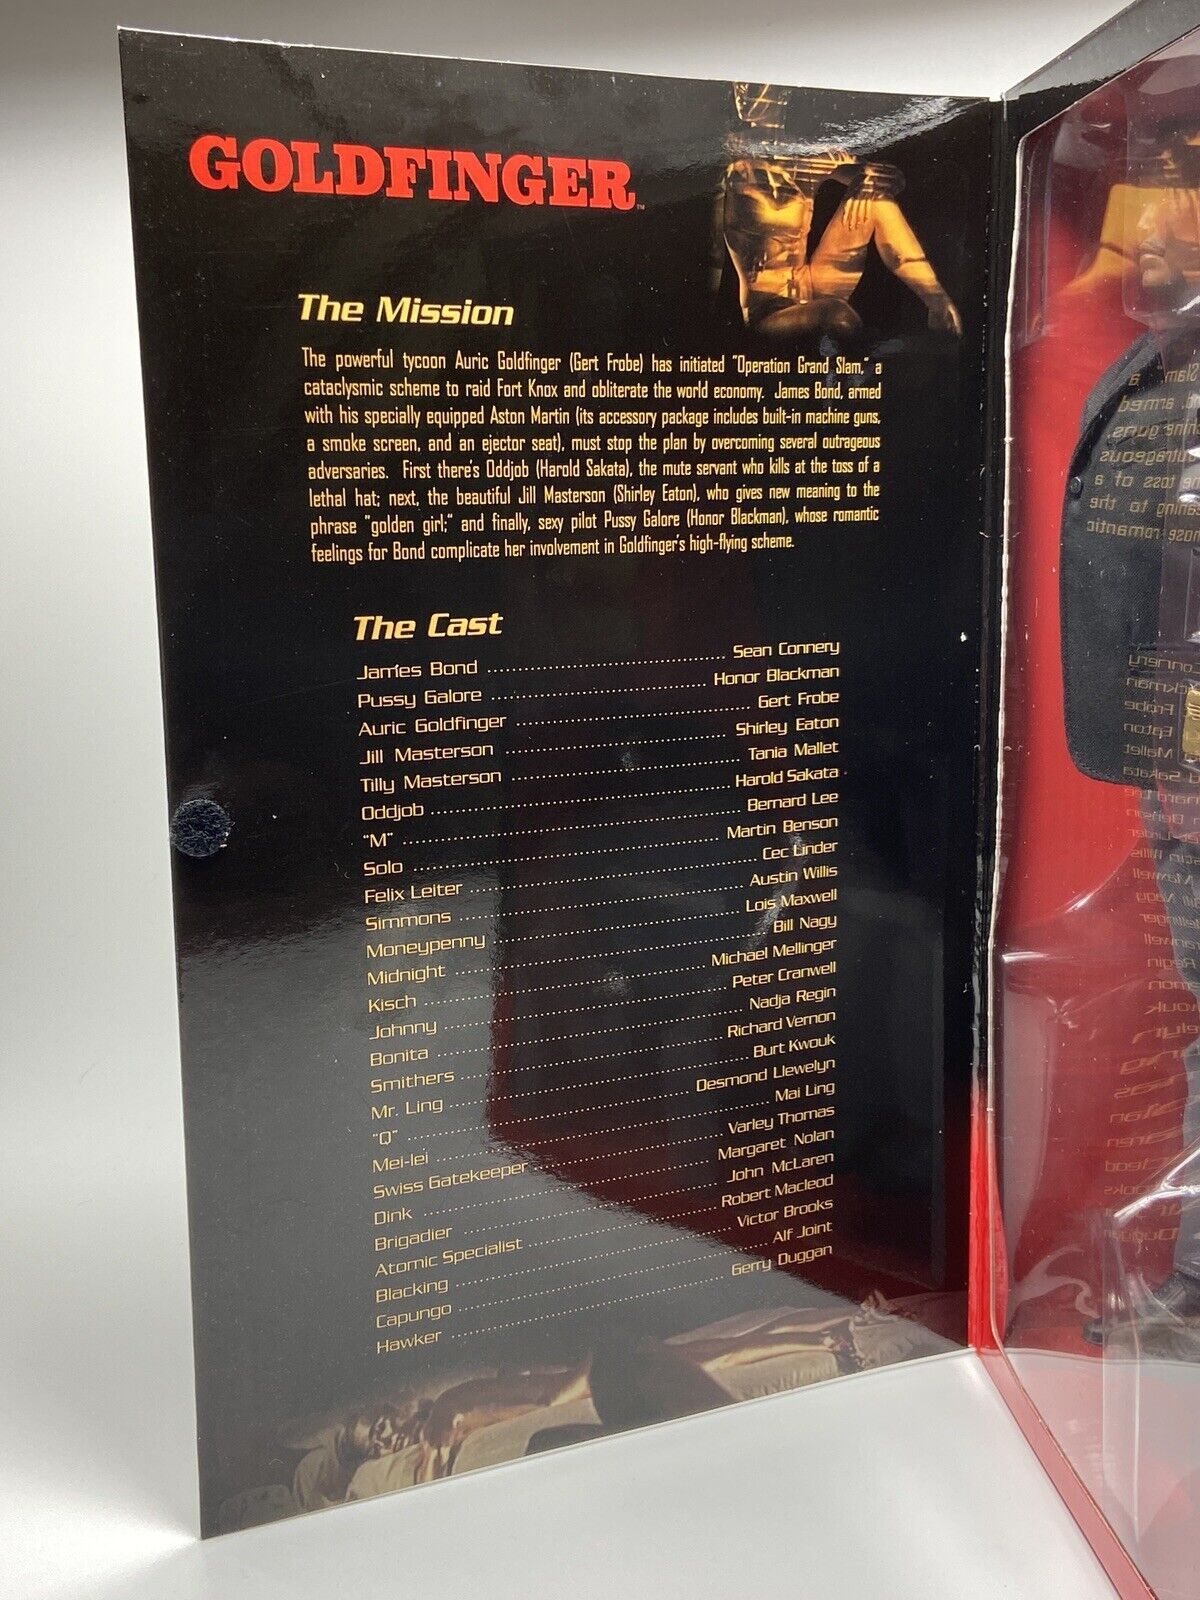 GOLDFINGER™
The Mission
The powerful tycoon Auric Goldfinger (Gert Frobe) has initiated "Operation Grand Slam," a
cataclysmic scheme to raid Fort Knox and obliterate the world economy. James Bond, armed
with his specially equipped Aston Martin (its accessory package includes built-in machine guns,
a smoke screen, and an ejector seat), must stop the plan by overcoming several outrageous
adversaries. First there's Oddjob (Harold Sakata), the mute servant who kills at the toss of a
lethal hat; next, the beautiful Jill Masterson (Shirley Eaton), who gives new meaning to the
phrase "golden girl;" and finally, sexy pilot Pussy Galore (Honor Blackman), whose romantic
feelings for Bond complicate her involvement in Goldfinger's high-flying scheme.
The Cast
James Bond ........ Sean Connery
Pussy Galore ........ Honor Blackman
Auric Goldfinger ........ Gert Frobe
Jill Masterson ........ Shirley Eaton
Tilly Masterson ........ Tania Mallet
Oddjob ........ Harold Sakata
"M" ........ Bernard Lee
Solo ........ Martin Benson
Felix Leiter ........ Cec Linder
Simmons ........ Austin Willis
Moneypenny ........ Lois Maxwell
Midnight ........ Bill Nagy
Kisch ........ Michael Mellinger
Johnny ........ Peter Cranwell
Bonita ........ Nadja Regin
Smithers ........ Richard Vernon
Mr. Ling ........ Burt Kwouk
"Q" ........ Desmond Llewelyn
Mei-lei ........ Mai Ling
Swiss Gatekeeper ........ Varley Thomas
Dink ........ Margaret Nolan
Brigadier ........ John McLaren
Atomic Specialist ........ Robert Macleod
Blacking ........ Victor Brooks
Capungo ........ Alf Joint
Hawker ........ Gerry Duggan